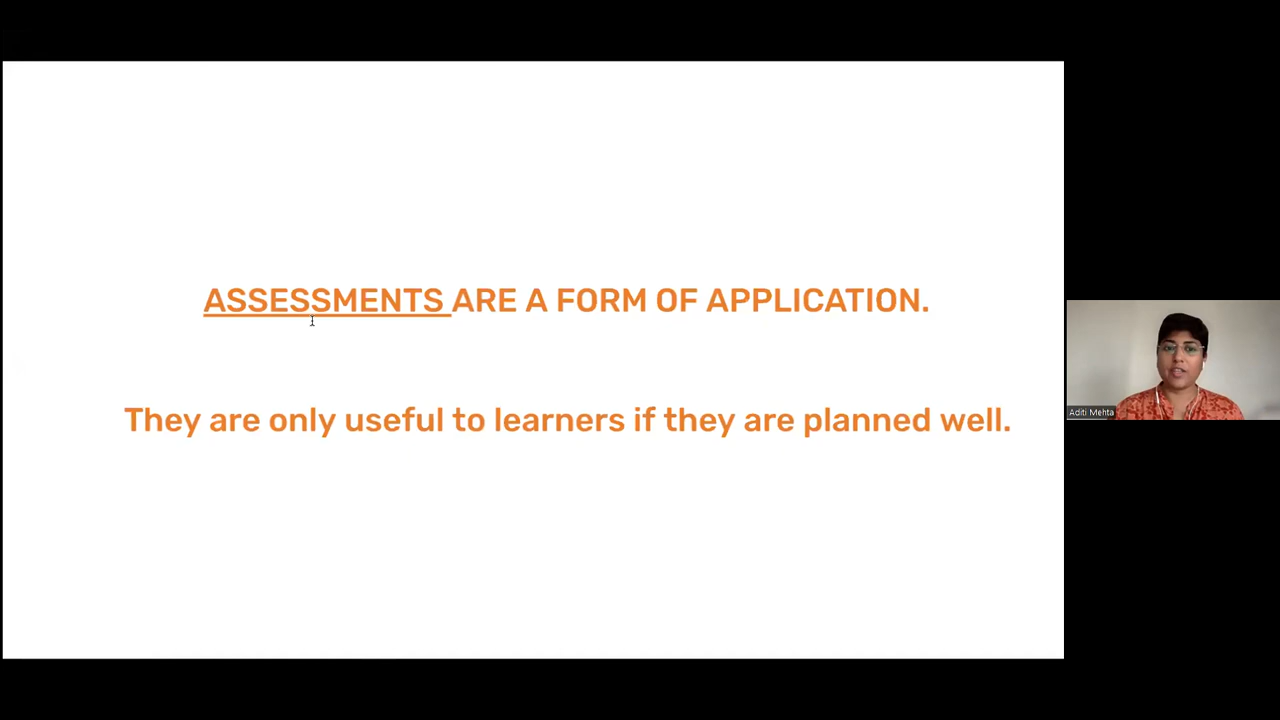 ASSESSMENTS ARE A FORM OF APPLICATION.
They are only useful to learners if they are planned well.
Aditi Mehta